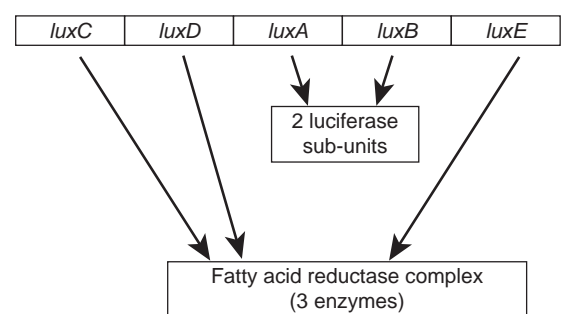 luxC luxD luxA luxB luxE
2 luciferase
sub-units
Fatty acid reductase complex
(3 enzymes)